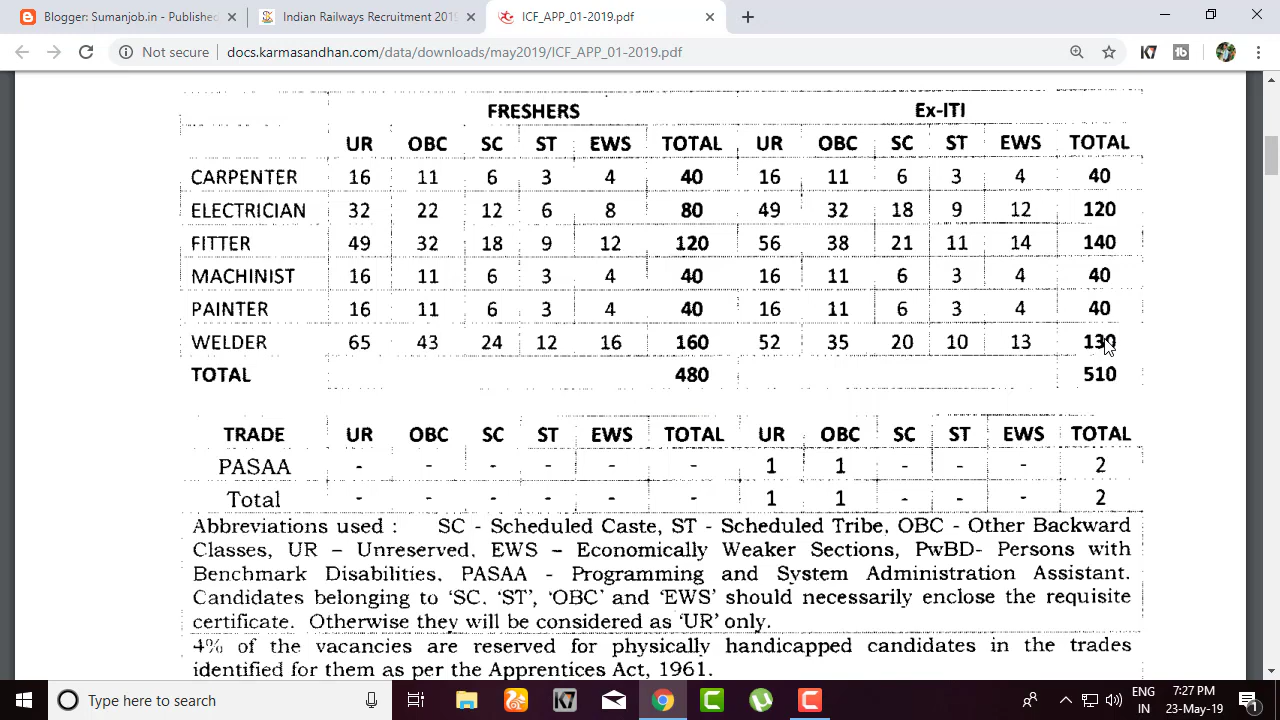 Blogger: Sumanjob.in - Published
Indian Railways Recruitment 2019
ICF_APP_01-2019.pdf
Not secure docs.karmasandhan.com/data/downloads/may2019/ICF_APP_01-2019.pdf
FRESHERS Ex-ITI
UR OBC SC ST EWS TOTAL UR OBC SC ST EWS TOTAL
CARPENTER 16 11 6 3 4 40 16 11 6 3 4 40
ELECTRICIAN 32 22 12 6 8 80 49 32 18 9 12 120
FITTER 49 32 18 9 12 120 56 38 21 11 14 140
MACHINIST 16 11 6 3 4 40 16 11 6 3 4 40
PAINTER 16 11 6 3 4 40 16 11 6 3 4 40
WELDER 65 43 24 12 16 160 52 35 20 10 13 130
TOTAL 480 510
TRADE UR OBC SC ST EWS TOTAL UR OBC SC ST EWS TOTAL
PASAA - - - - - - 1 1 - - - 2
Total - - - - - - 1 1 - - - 2
Abbreviations used : SC - Scheduled Caste, ST - Scheduled Tribe, OBC - Other Backward
Classes, UR – Unreserved, EWS – Economically Weaker Sections, PwBD- Persons with
Benchmark Disabilities. PASAA - Programming and System Administration Assistant.
Candidates belonging to 'SC, 'ST', 'OBC' and 'EWS' should necessarily enclose the requisite
certificate. Otherwise they will be considered as 'UR' only.
4% of the vacancies are reserved for physically handicapped candidates in the trades
identified for them as per the Apprentices Act, 1961.
Type here to search
ENG
IN
7:27 PM
23-May-19